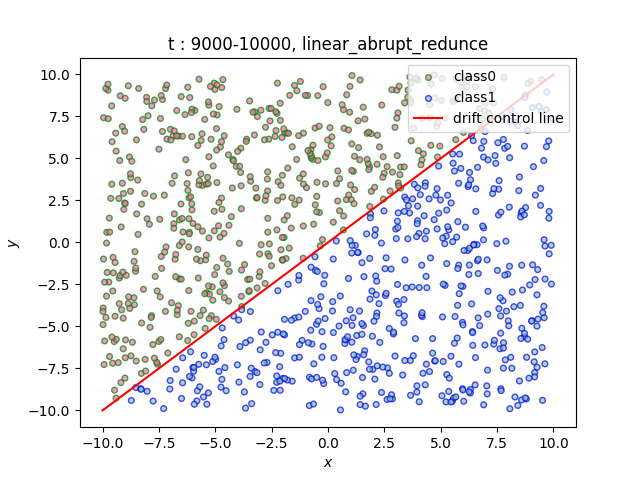 t : 9000-10000, linear_abrupt_redunce
class0
class1
drift control line
y
10.0
7.5
5.0
2.5
0.0
−2.5
−5.0
−7.5
−10.0
−10.0 −7.5 −5.0 −2.5 0.0 2.5 5.0 7.5 10.0
x